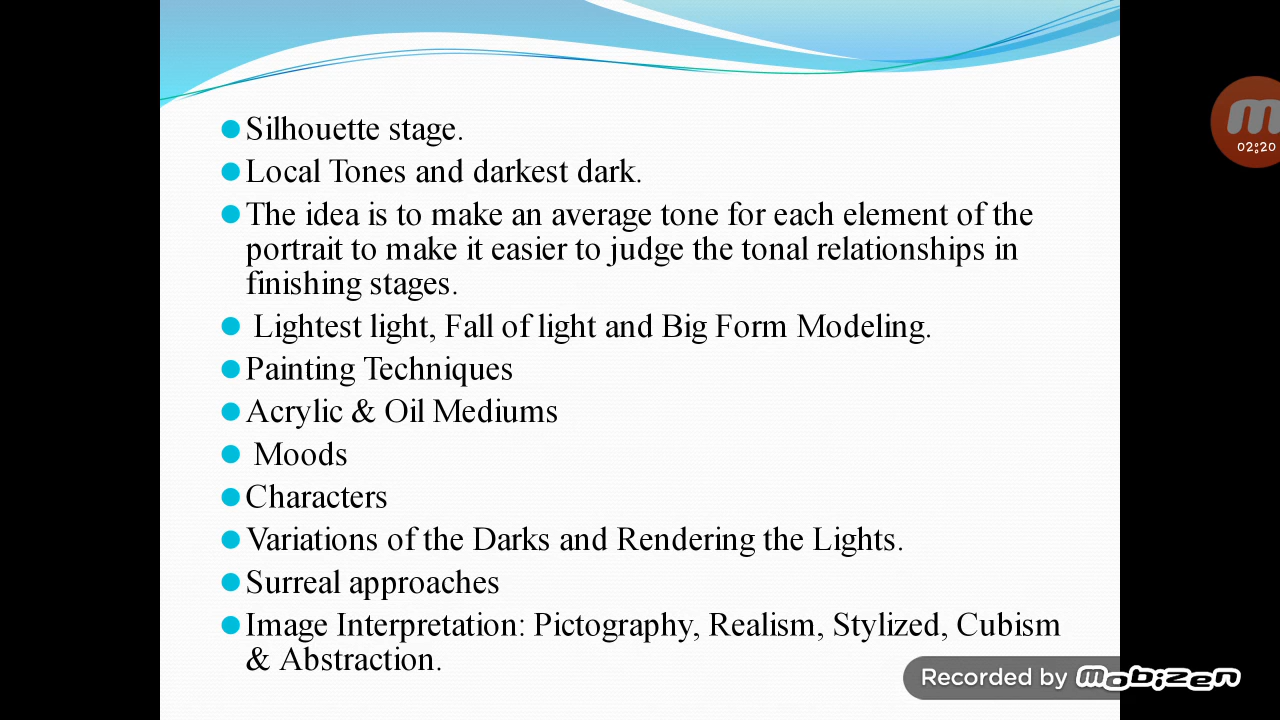 Silhouette stage.
Local Tones and darkest dark.
The idea is to make an average tone for each element of the
portrait to make it easier to judge the tonal relationships in
finishing stages.
Lightest light, Fall of light and Big Form Modeling.
Painting Techniques
Acrylic & Oil Mediums
Moods
Characters
Variations of the Darks and Rendering the Lights.
Surreal approaches
Image Interpretation: Pictography, Realism, Stylized, Cubism
& Abstraction.
02:20
Recorded by mobizen